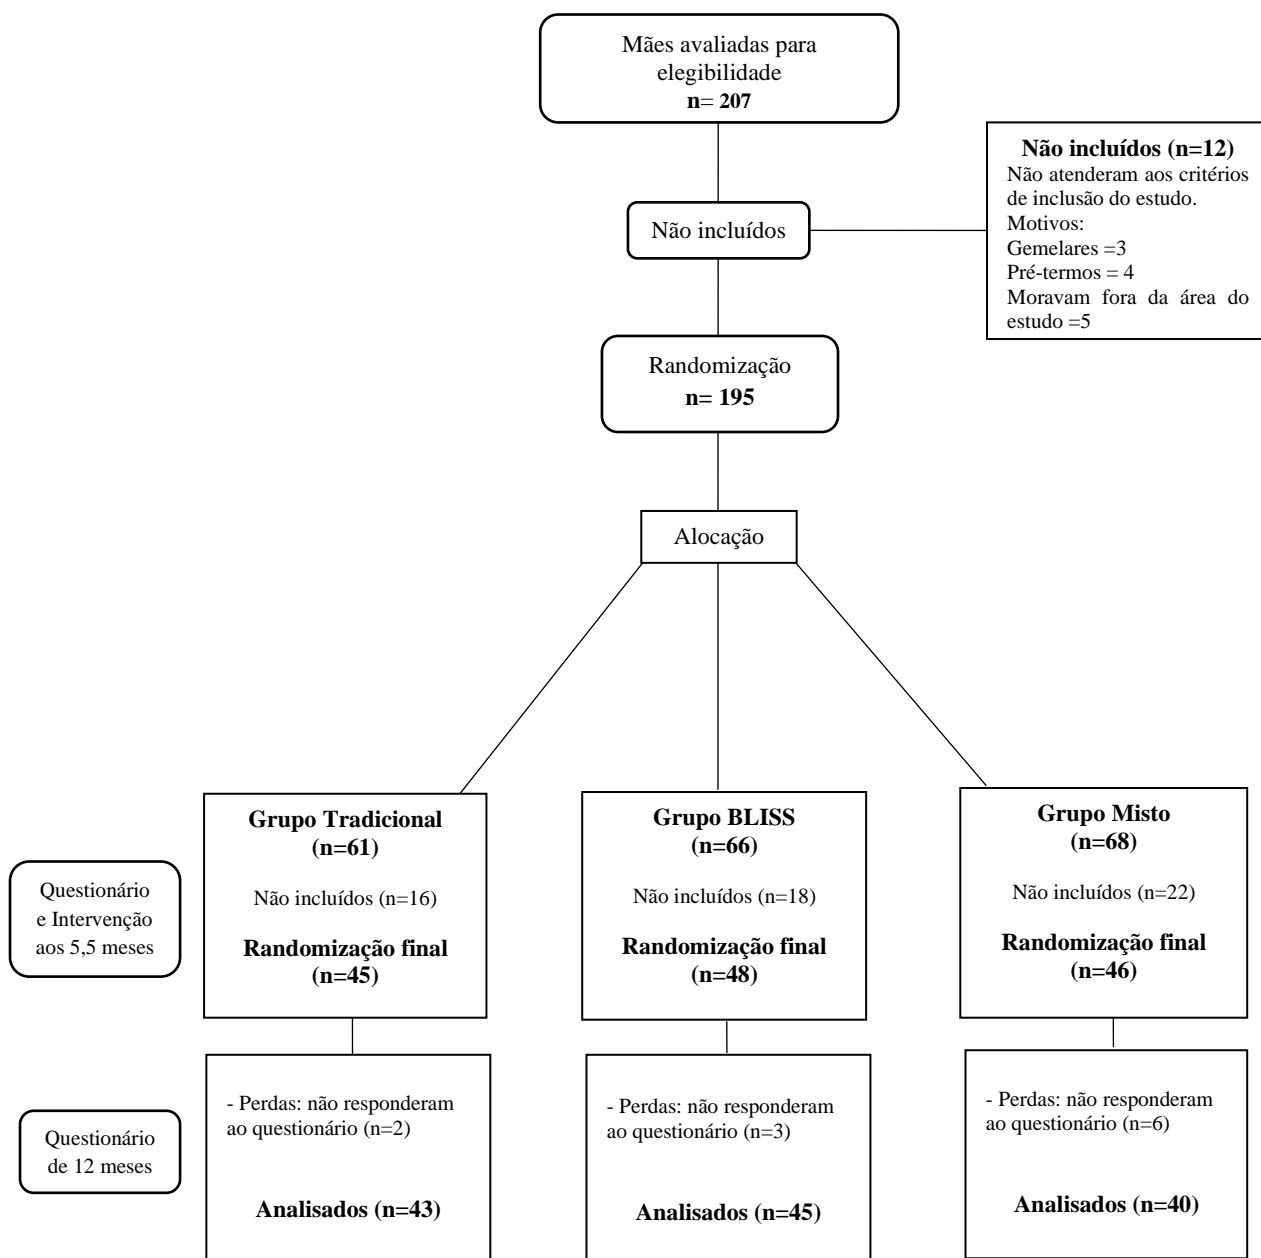 Mães avaliadas para
elegibilidade
n= 207
Não incluídos (n=12)
Não atenderam aos critérios
de inclusão do estudo.
Motivos:
Gemelares =3
Pré-termos = 4
Moravam fora da área do
estudo =5
Não incluídos
Randomização
n= 195
Alocação
Questionário
e Intervenção
aos 5,5 meses
Grupo Tradicional
(n=61)
Não incluídos (n=16)
Randomização final
(n=45)
Grupo BLISS
(n=66)
Não incluídos (n=18)
Randomização final
(n=48)
Grupo Misto
(n=68)
Não incluídos (n=22)
Randomização final
(n=46)
Questionário
de 12 meses
- Perdas: não responderam
ao questionário (n=2)
Analisados (n=43)
- Perdas: não responderam
ao questionário (n=3)
Analisados (n=45)
- Perdas: não responderam
ao questionário (n=6)
Analisados (n=40)